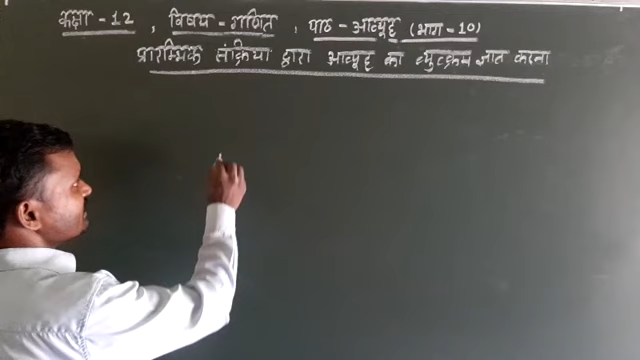 कक्षा - 12 , विषय - गणित , पाठ - आव्यूह (भाग - 10)
प्रारम्भिक संक्रिया द्वारा आव्यूह का व्युत्क्रम ज्ञात करना